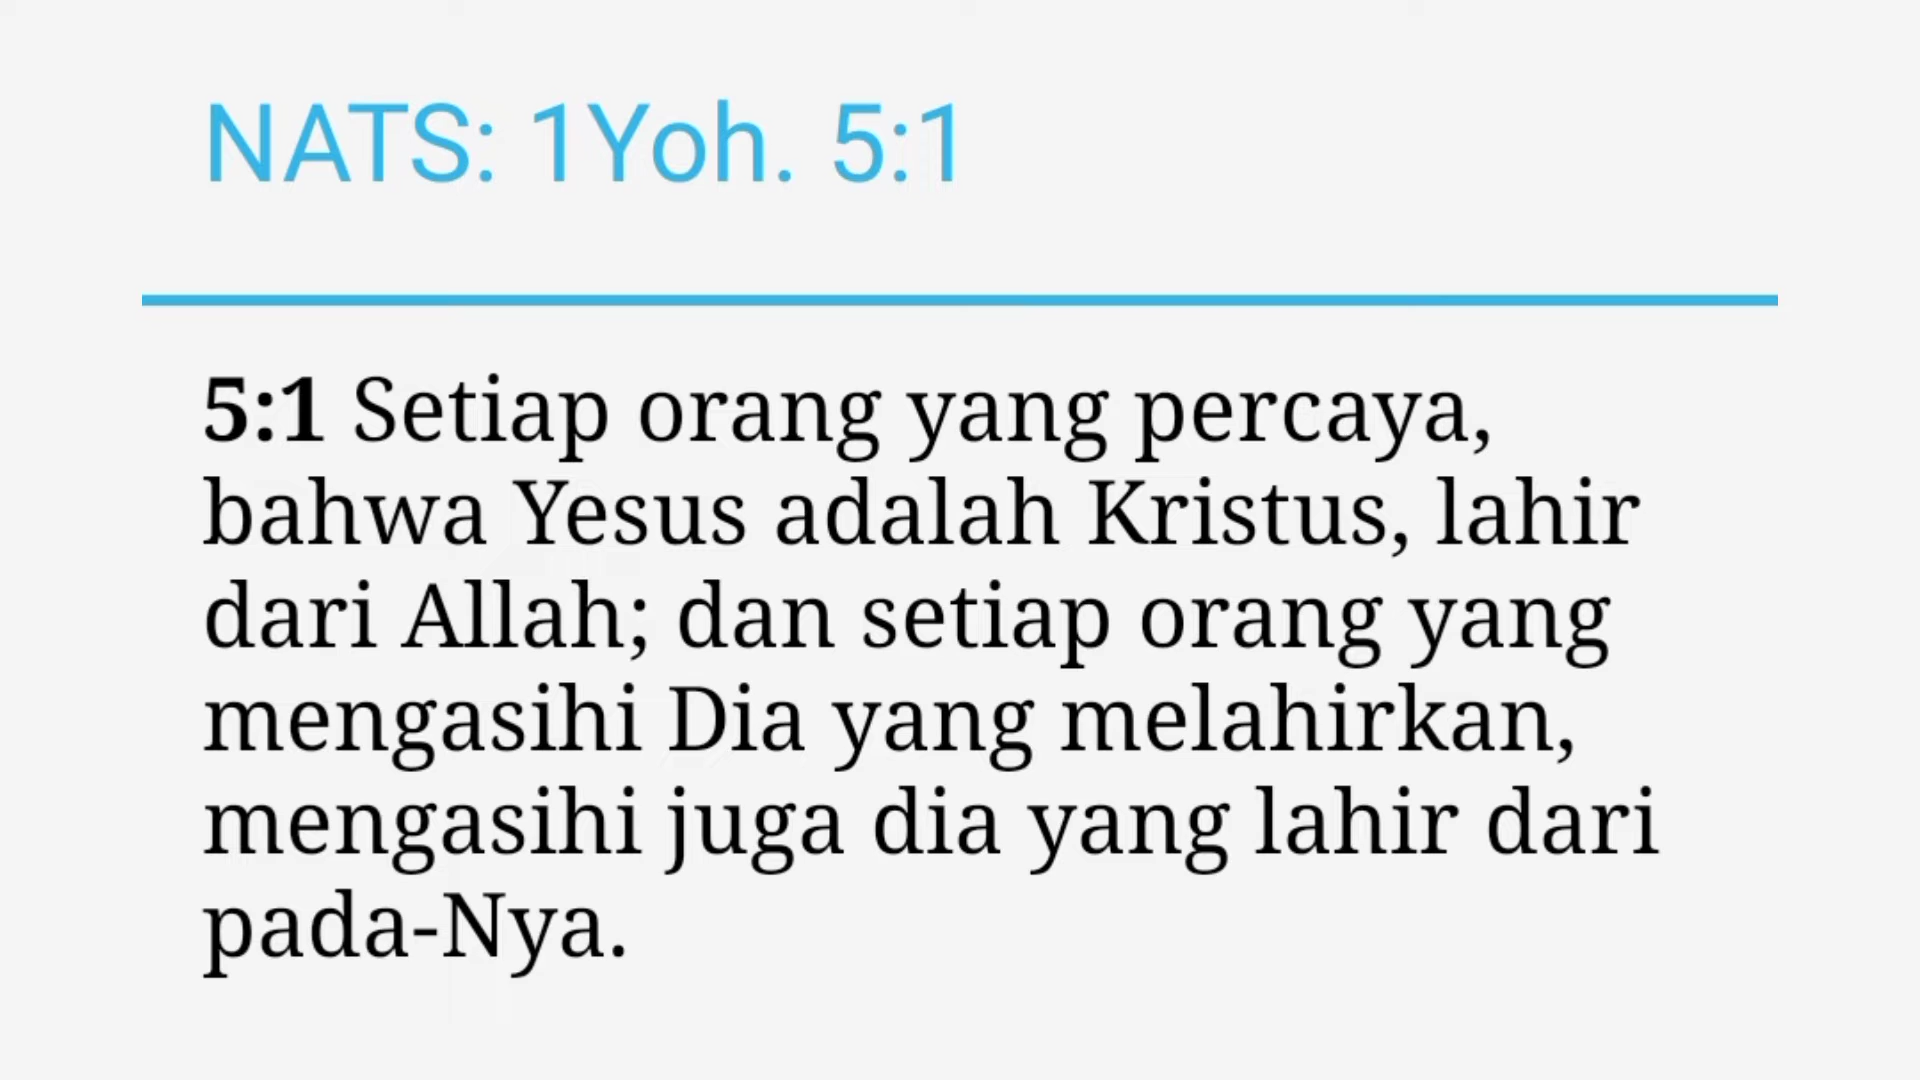 NATS: 1Yoh. 5:1
5:1 Setiap orang yang percaya,
bahwa Yesus adalah Kristus, lahir
dari Allah; dan setiap orang yang
mengasihi Dia yang melahirkan,
mengasihi juga dia yang lahir dari
pada-Nya.